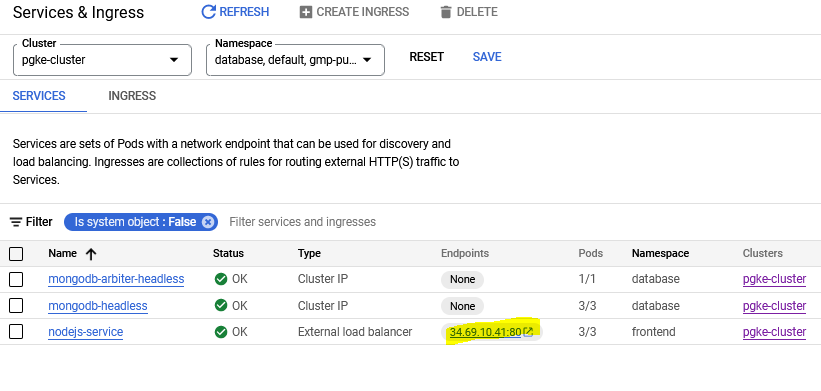 Services & Ingress REFRESH CREATE INGRESS DELETE
Cluster Namespace
pgke-cluster database, default, gmp-pu... RESET SAVE
SERVICES INGRESS
Services are sets of Pods with a network endpoint that can be used for discovery and
load balancing. Ingresses are collections of rules for routing external HTTP(S) traffic to
Services.
Filter Is system object : False Filter services and ingresses
Name Status Type Endpoints Pods Namespace Clusters
mongodb-arbiter-headless OK Cluster IP None 1/1 database pgke-cluster
mongodb-headless OK Cluster IP None 3/3 database pgke-cluster
nodejs-service OK External load balancer 34.69.10.41:80 3/3 frontend pgke-cluster